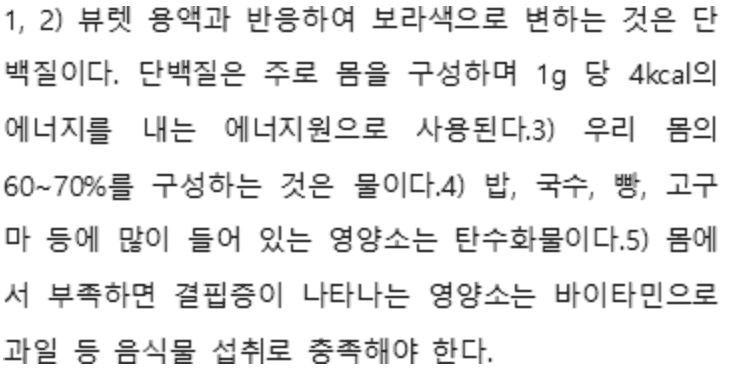 1, 2) 뷰렛 용액과 반응하여 보라색으로 변하는 것은 단
백질이다. 단백질은 주로 몸을 구성하며 1g 당 4kcal의
에너지를 내는 에너지원으로 사용된다.3) 우리 몸의
60~70%를 구성하는 것은 물이다.4) 밥, 국수, 빵, 고구
마 등에 많이 들어 있는 영양소는 탄수화물이다.5) 몸에
서 부족하면 결핍증이 나타나는 영양소는 바이타민으로
과일 등 음식물 섭취로 충족해야 한다.